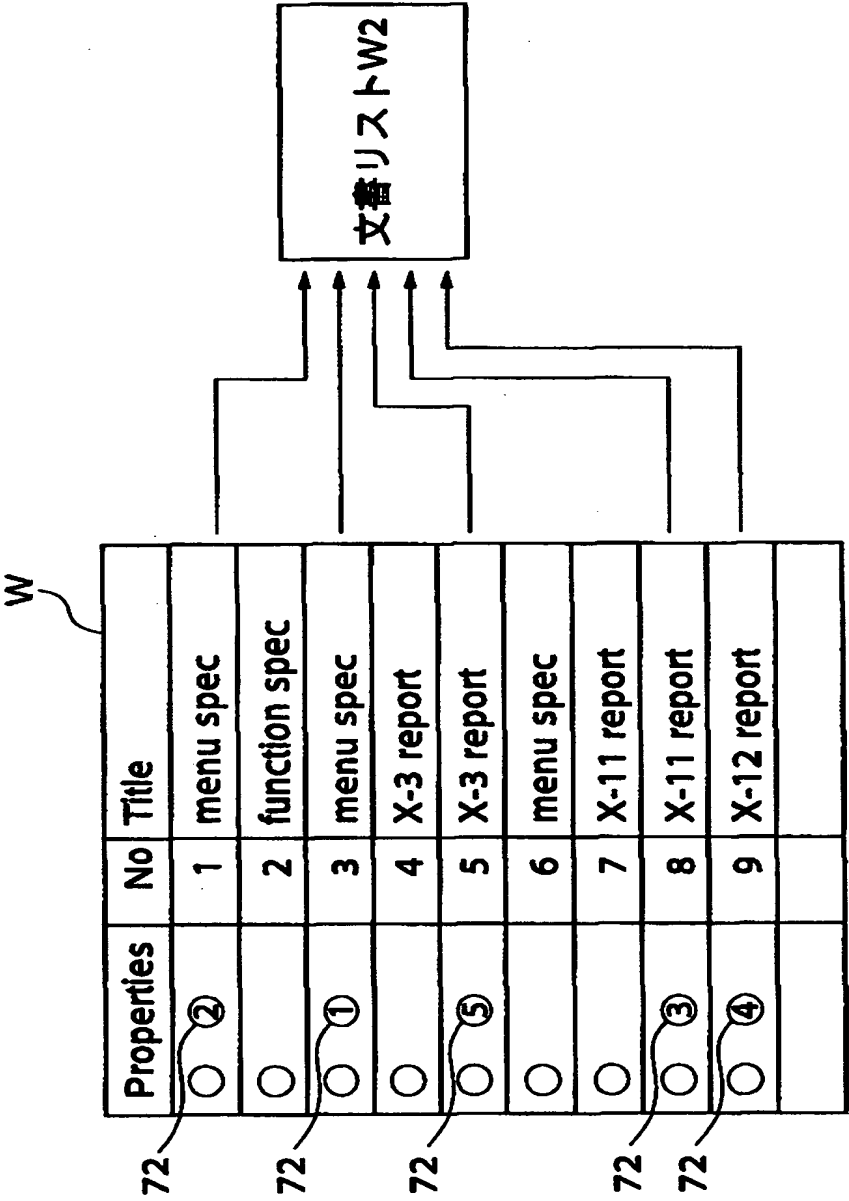 W
Properties No Title
② 1 menu spec
2 function spec
① 3 menu spec
4 X-3 report
⑤ 5 X-3 report
6 menu spec
7 X-11 report
③ 8 X-11 report
④ 9 X-12 report
72
72
72
72
72
文書リストW2